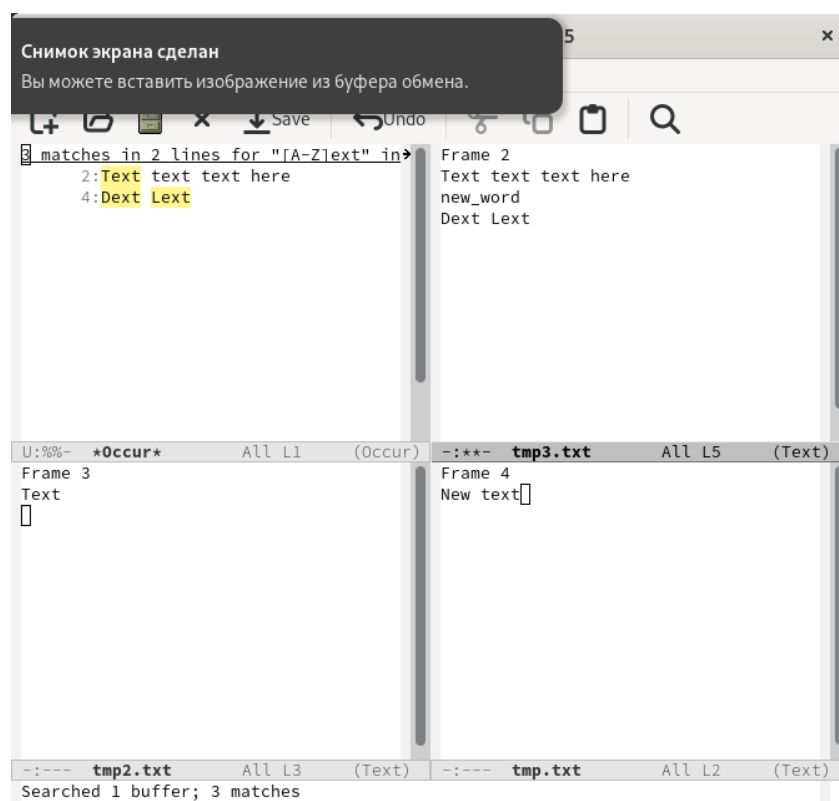 Снимок экрана сделан
Вы можете вставить изображение из буфера обмена.
5
Save
Undo
3 matches in 2 lines for "[A-Z]ext" in
2:Text text text here
4:Dext Lext
U:%%- *Occur* All L1 (Occur)
Frame 2
Text text text here
new_word
Dext Lext
-:**- tmp3.txt All L5 (Text)
Frame 3
Text
-:--- tmp2.txt All L3 (Text)
Frame 4
New text
-:--- tmp.txt All L2 (Text)
Searched 1 buffer; 3 matches